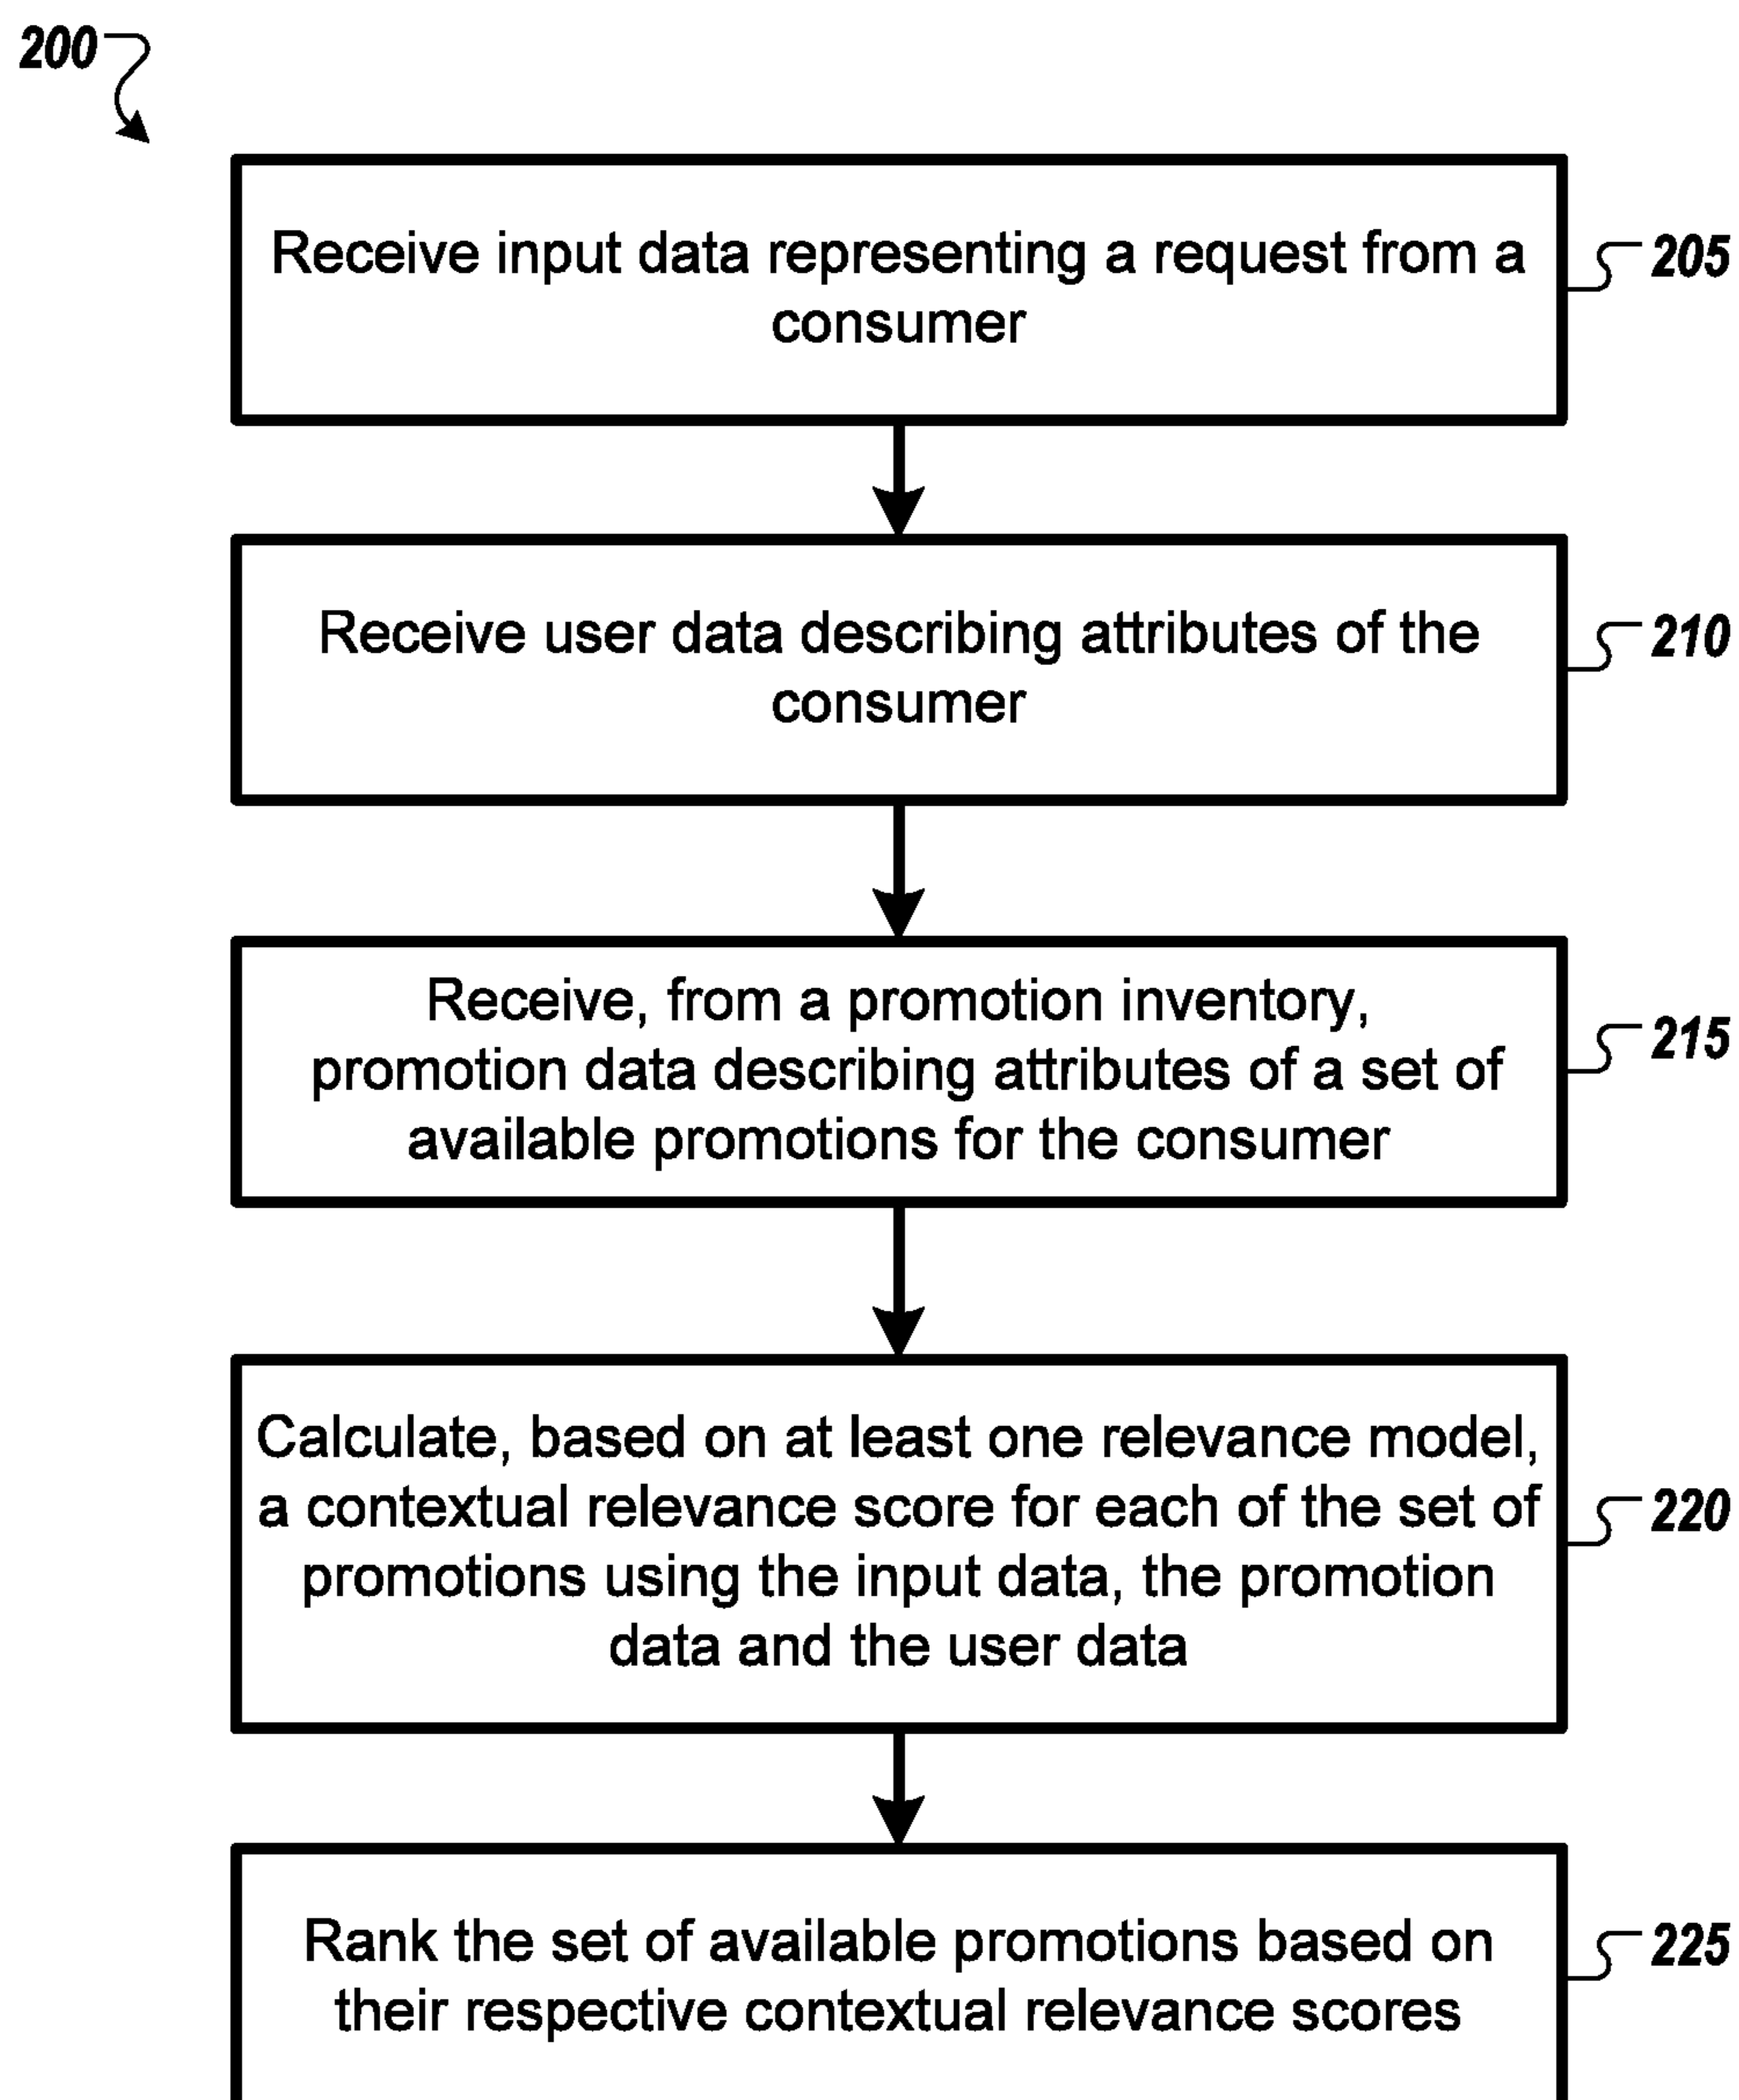 200
Receive input data representing a request from a
consumer
205
Receive user data describing attributes of the
consumer
210
Receive, from a promotion inventory,
promotion data describing attributes of a set of
available promotions for the consumer
215
Calculate, based on at least one relevance model,
a contextual relevance score for each of the set of
promotions using the input data, the promotion
data and the user data
220
Rank the set of available promotions based on
their respective contextual relevance scores
225